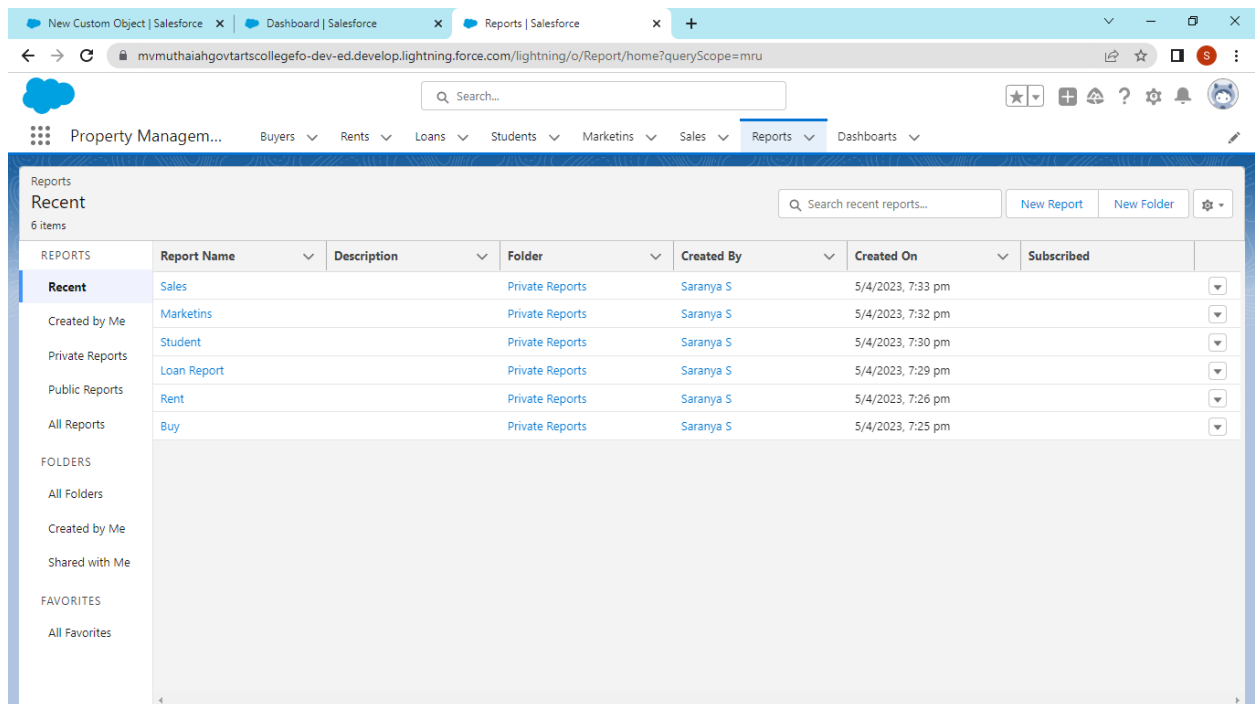 New Custom Object | Salesforce
Dashboard | Salesforce
Reports | Salesforce
mvmuthaiahgovtartscollegefo-dev-ed.develop.lightning.force.com/lightning/o/Report/home?queryScope=mru
S
Search...
Property Managem...
Buyers
Rents
Loans
Students
Marketins
Sales
Reports
Dashboarts
Reports
Recent
6 items
Search recent reports...
New Report
New Folder
REPORTS
Recent
Created by Me
Private Reports
Public Reports
All Reports
FOLDERS
All Folders
Created by Me
Shared with Me
FAVORITES
All Favorites
Report Name Description Folder Created By Created On Subscribed
Sales Private Reports Saranya S 5/4/2023, 7:33 pm
Marketins Private Reports Saranya S 5/4/2023, 7:32 pm
Student Private Reports Saranya S 5/4/2023, 7:30 pm
Loan Report Private Reports Saranya S 5/4/2023, 7:29 pm
Rent Private Reports Saranya S 5/4/2023, 7:26 pm
Buy Private Reports Saranya S 5/4/2023, 7:25 pm